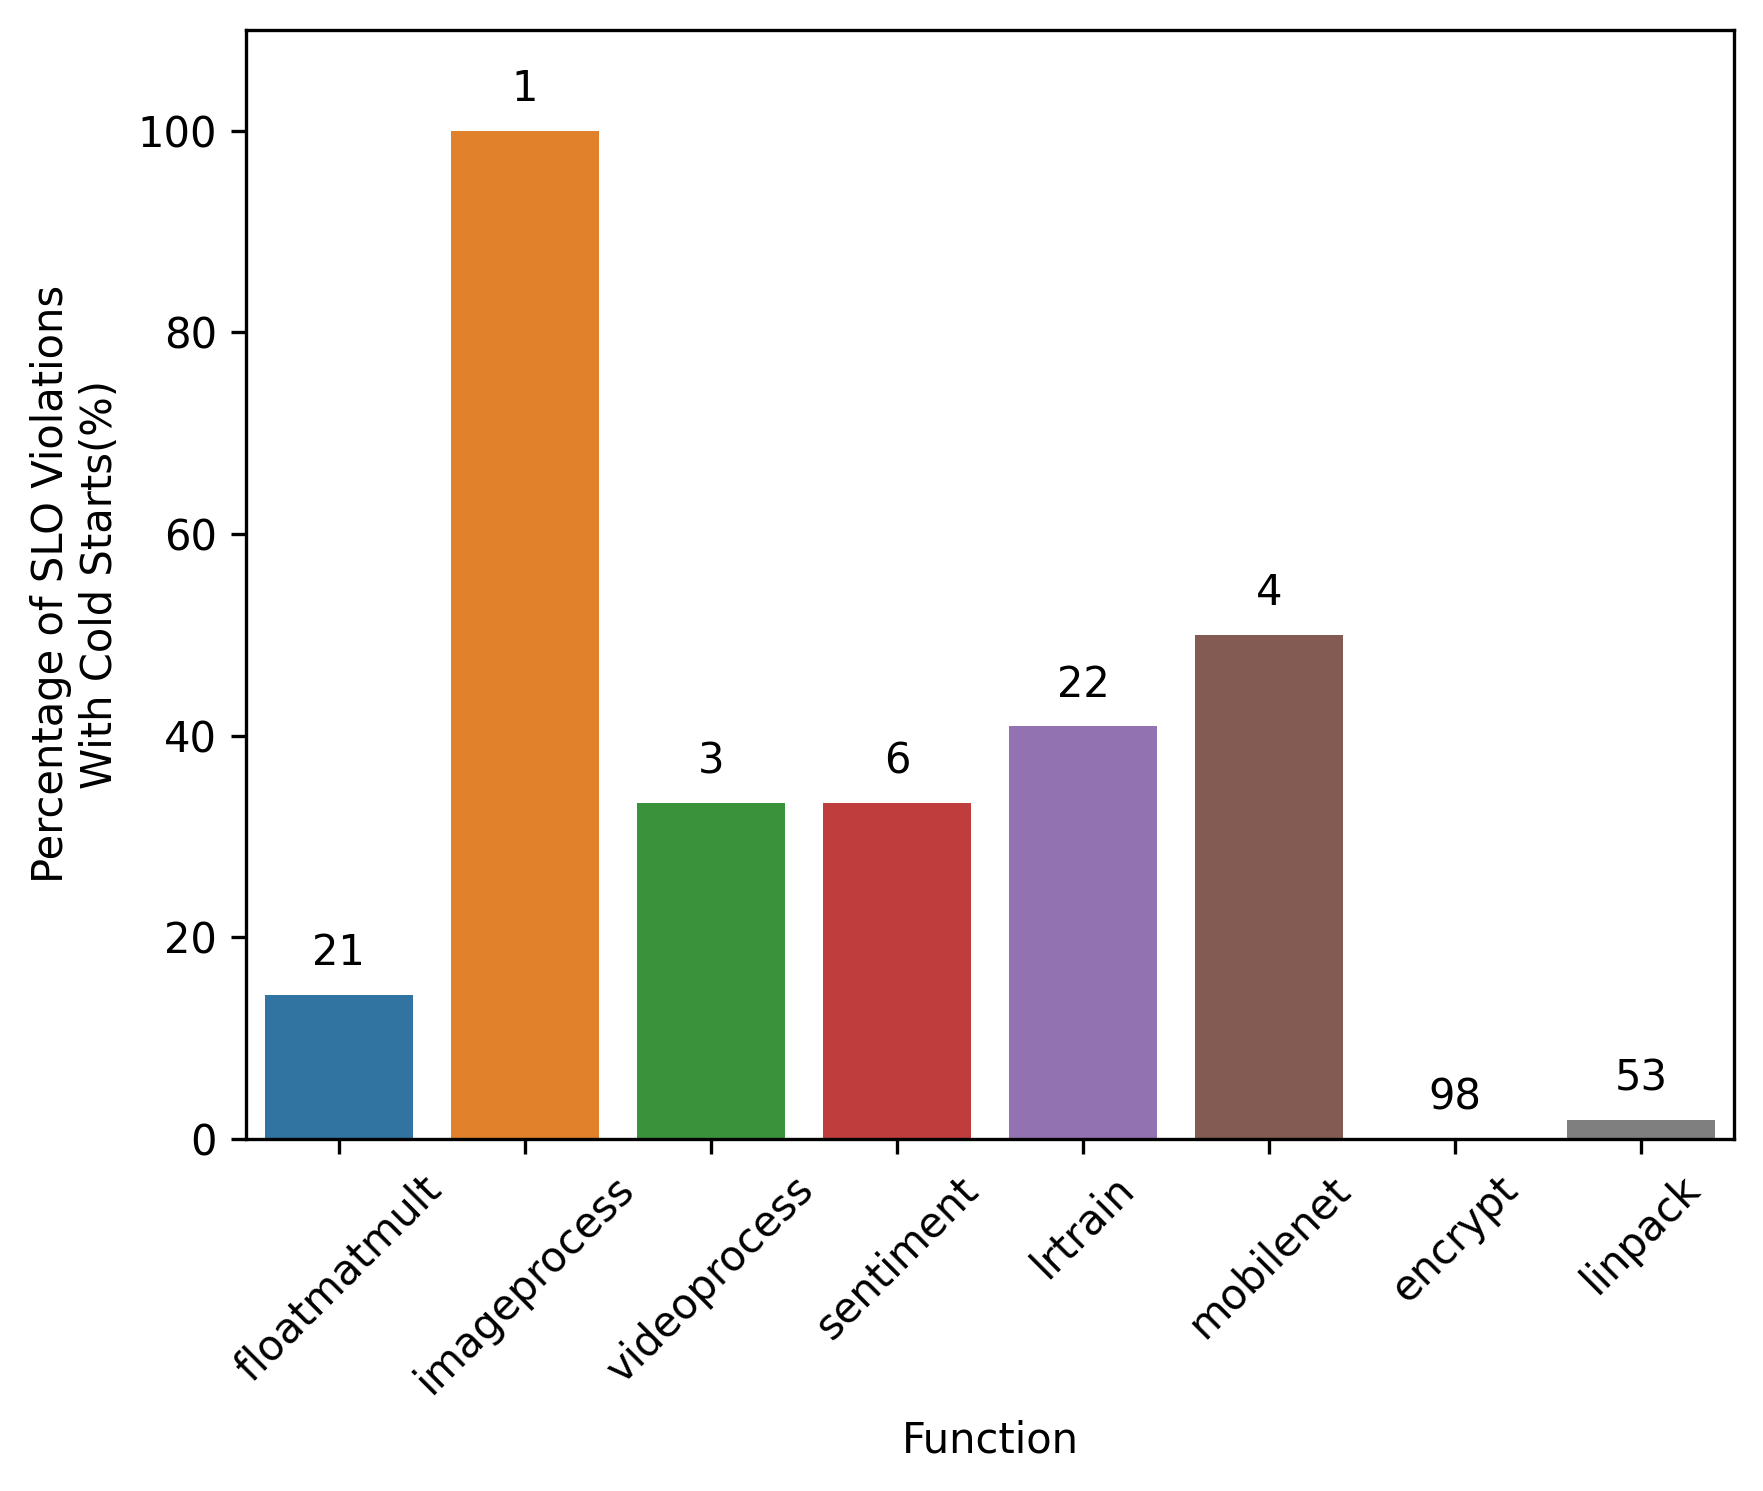 Percentage of SLO Violations
With Cold Starts(%)
100
80
60
40
20
0
21
1
3
6
22
4
98
53
floatmatmult
imageprocess
videoprocess
sentiment
lrtrain
mobilenet
encrypt
linpack
Function